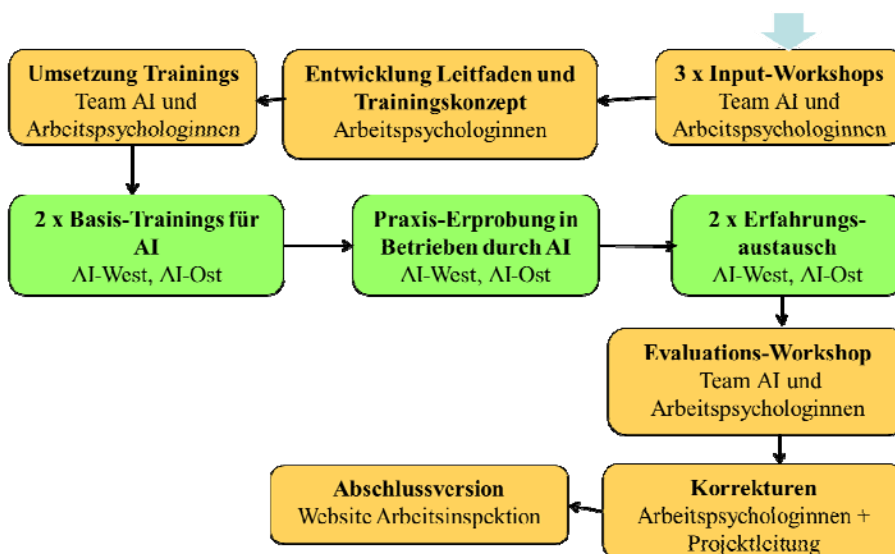 Umsetzung Trainings
Team AI und
Arbeitspsychologinnen
Entwicklung Leitfaden und
Trainingskonzept
Arbeitspsychologinnen
3 x Input-Workshops
Team AI und
Arbeitspsychologinnen
2 x Basis-Trainings für
AI
AI-West, AI-Ost
Praxis-Erprobung in
Betrieben durch AI
AI-West, AI-Ost
2 x Erfahrungs-
austausch
AI-West, AI-Ost
Evaluations-Workshop
Team AI und
Arbeitspsychologinnen
Abschlussversion
Website Arbeitsinspektion
Korrekturen
Arbeitspsychologinnen +
Projektleitung